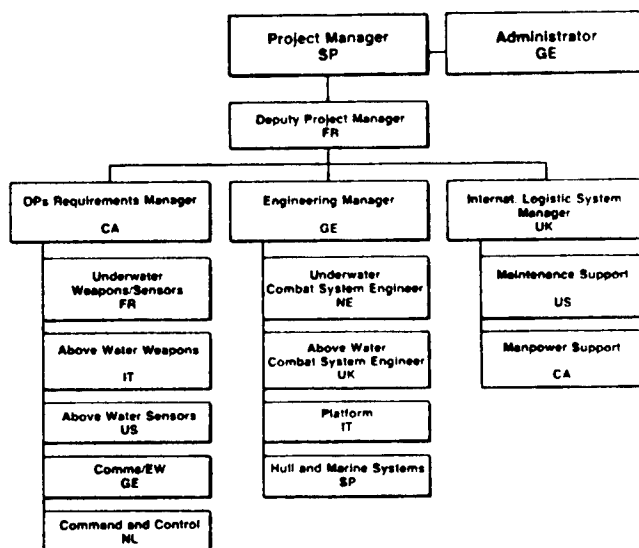 Project Manager
SP
Administrator
GE
Deputy Project Manager
FR
OPs Requirements Manager
CA
Engineering Manager
GE
Internat. Logistic System
Manager
UK
Underwater
Weapons/Sensors
FR
Above Water Weapons
IT
Above Water Sensors
US
Comms/EW
GE
Command and Control
NL
Underwater
Combat System Engineer
NE
Above Water
Combat System Engineer
UK
Platform
IT
Hull and Marine Systems
SP
Maintenance Support
US
Manpower Support
CA